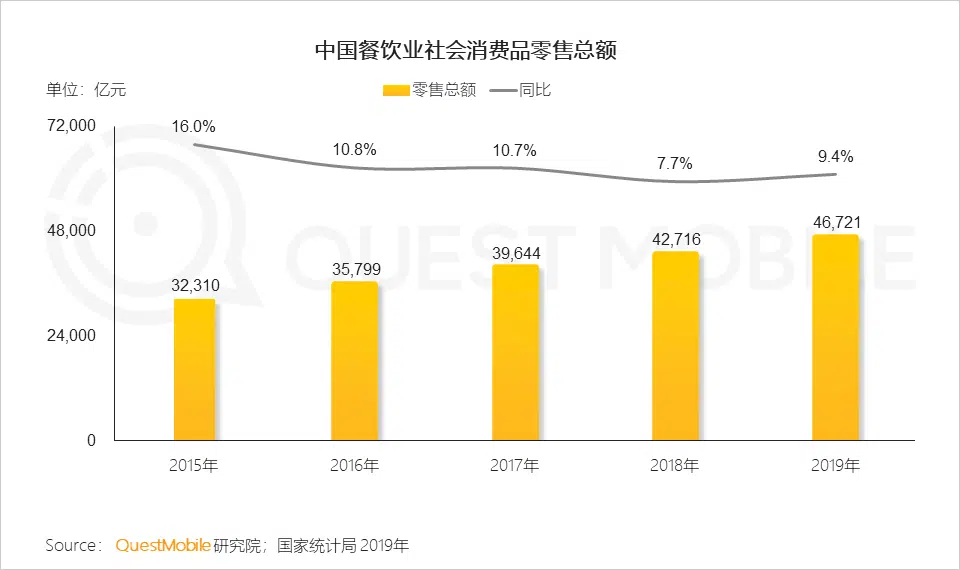 中国餐饮业社会消费品零售总额
单位：亿元
零售总额 同比
72,000
48,000
24,000
0
16.0% 10.8% 10.7% 7.7% 9.4%
32,310 35,799 39,644 42,716 46,721
2015年 2016年 2017年 2018年 2019年
QUEST MOBILE
Source： QuestMobile研究院；国家统计局 2019年